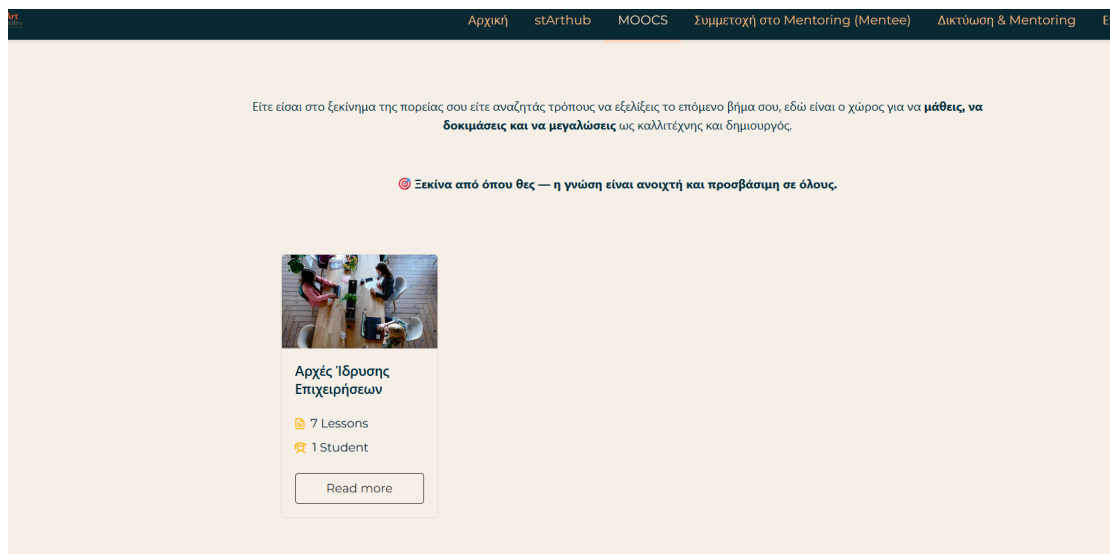 Art
Αρχική stArthub MOOCS Συμμετοχή στο Mentoring (Mentee) Δικτύωση & Mentoring
Είτε είσαι στο ξεκίνημα της πορείας σου είτε αναζητάς τρόπους να εξελίξεις το επόμενο βήμα σου, εδώ είναι ο χώρος για να μάθεις, να
δοκιμάσεις και να μεγαλώσεις ως καλλιτέχνης και δημιουργός.
🎯 Ξεκίνα από όπου θες — η γνώση είναι ανοιχτή και προσβάσιμη σε όλους.
Αρχές Ίδρυσης
Επιχειρήσεων
7 Lessons
1 Student
Read more